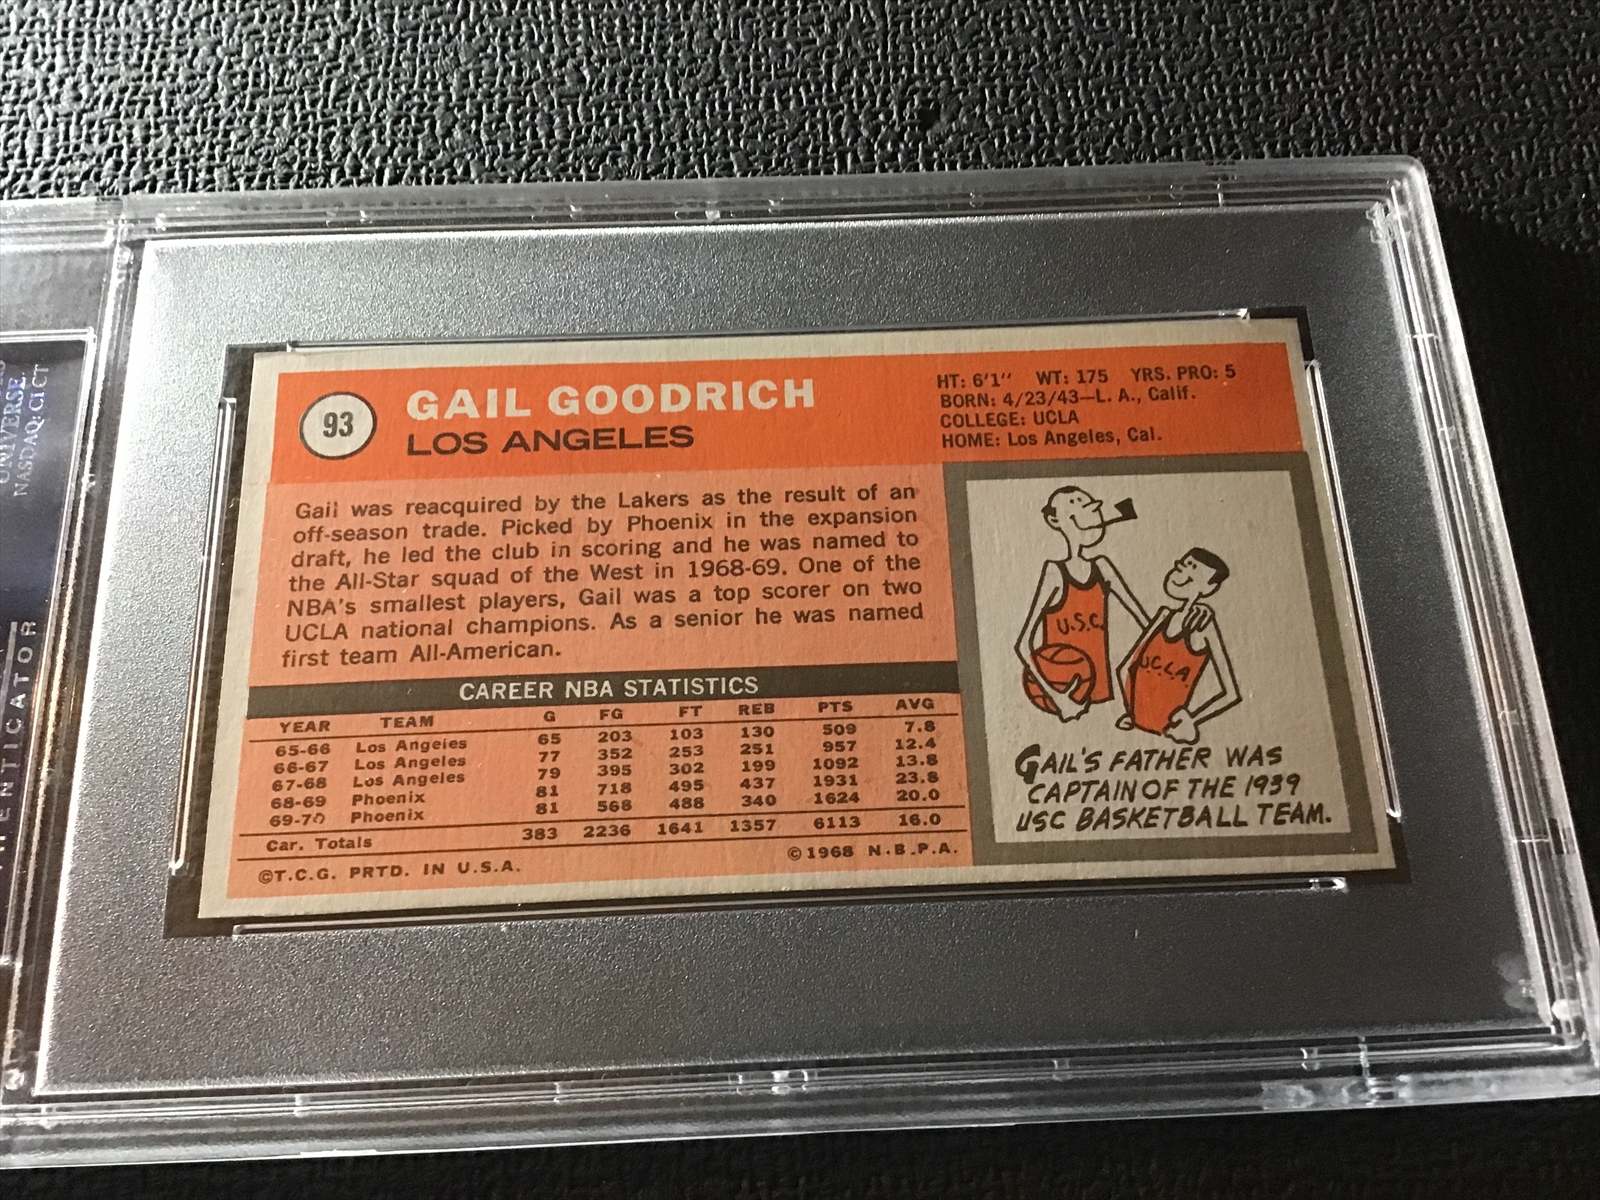 UNIVERSE
NASDAQ: CLCT
93
GAIL GOODRICH
LOS ANGELES
HT: 6'1" WT: 175 YRS. PRO: 5
BORN: 4/23/43—L. A., Calif.
COLLEGE: UCLA
HOME: Los Angeles, Cal.
Gail was reacquired by the Lakers as the result of an
off-season trade. Picked by Phoenix in the expansion
draft, he led the club in scoring and he was named to
the All-Star squad of the West in 1968-69. One of the
NBA's smallest players, Gail was a top scorer on two
UCLA national champions. As a senior he was named
first team All-American.
CAREER NBA STATISTICS
YEAR TEAM G FG FT REB PTS AVG
65-66 Los Angeles 65 203 103 130 509 7.8
66-67 Los Angeles 77 352 253 251 957 12.4
67-68 Los Angeles 79 395 302 199 1092 13.8
68-69 Phoenix 81 718 495 437 1931 23.8
69-70 Phoenix 81 568 488 340 1624 20.0
Car. Totals 383 2236 1641 1357 6113 16.0
©T.C.G. PRTD. IN U.S.A.
©1968 N.B.P.A.
U.S.C.
UCLA
GAIL'S FATHER WAS
CAPTAIN OF THE 1939
USC BASKETBALL TEAM.